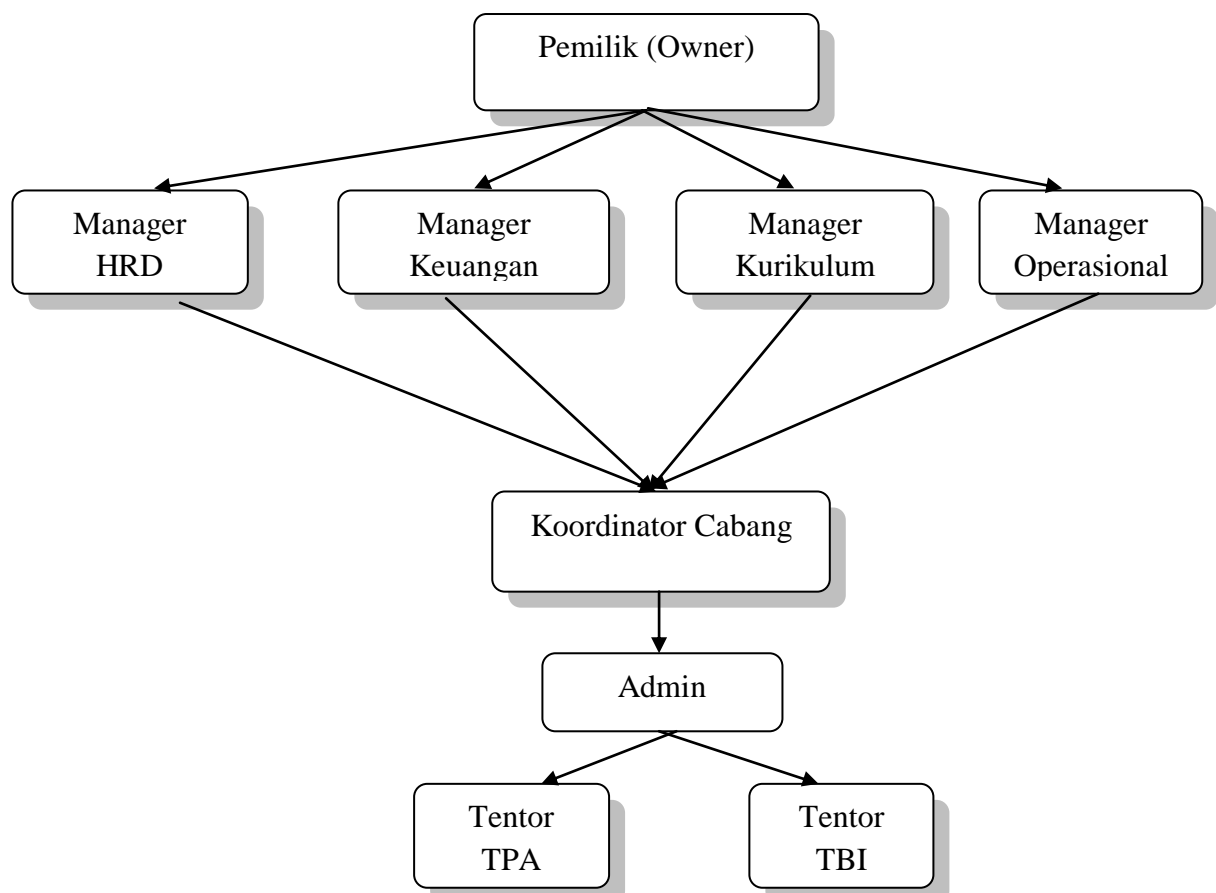 Pemilik (Owner)
Manager
HRD
Manager
Keuangan
Manager
Kurikulum
Manager
Operasional
Koordinator Cabang
Admin
Tentor
TPA
Tentor
TBI